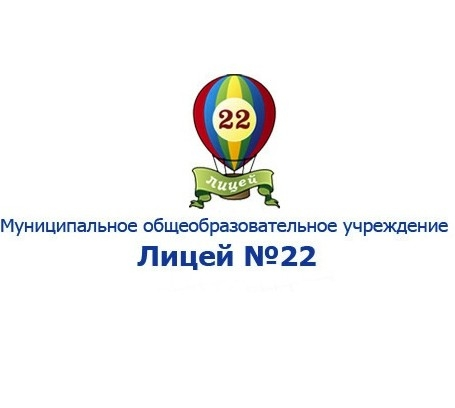 22
Лицей
Муниципальное общеобразовательное учреждение
Лицей №22